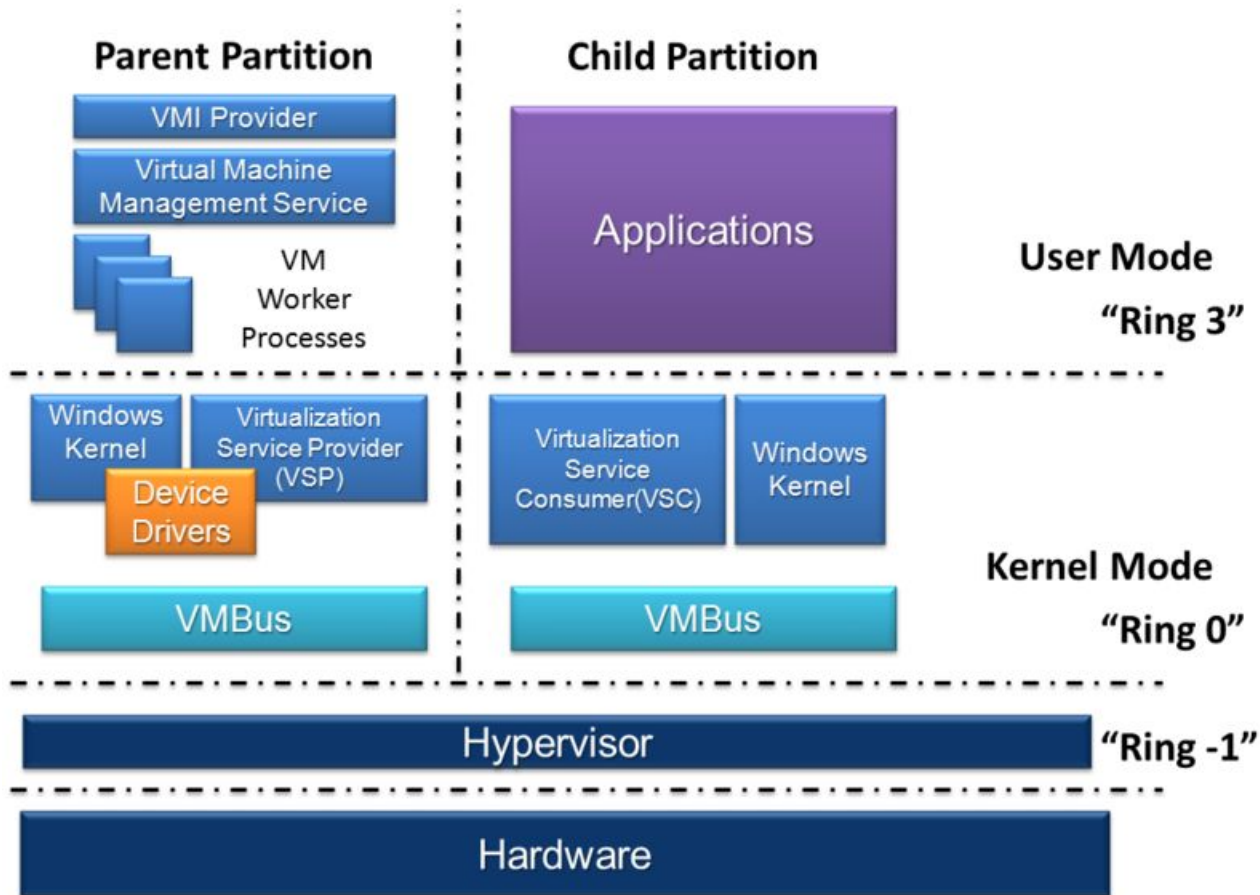 Parent Partition
Child Partition
VMI Provider
Virtual Machine
Management Service
VM
Worker
Processes
Applications
User Mode
“Ring 3”
Windows
Kernel
Virtualization
Service Provider
(VSP)
Device
Drivers
Virtualization
Service
Consumer(VSC)
Windows
Kernel
Kernel Mode
“Ring 0”
VMBus
VMBus
Hypervisor
“Ring -1”
Hardware